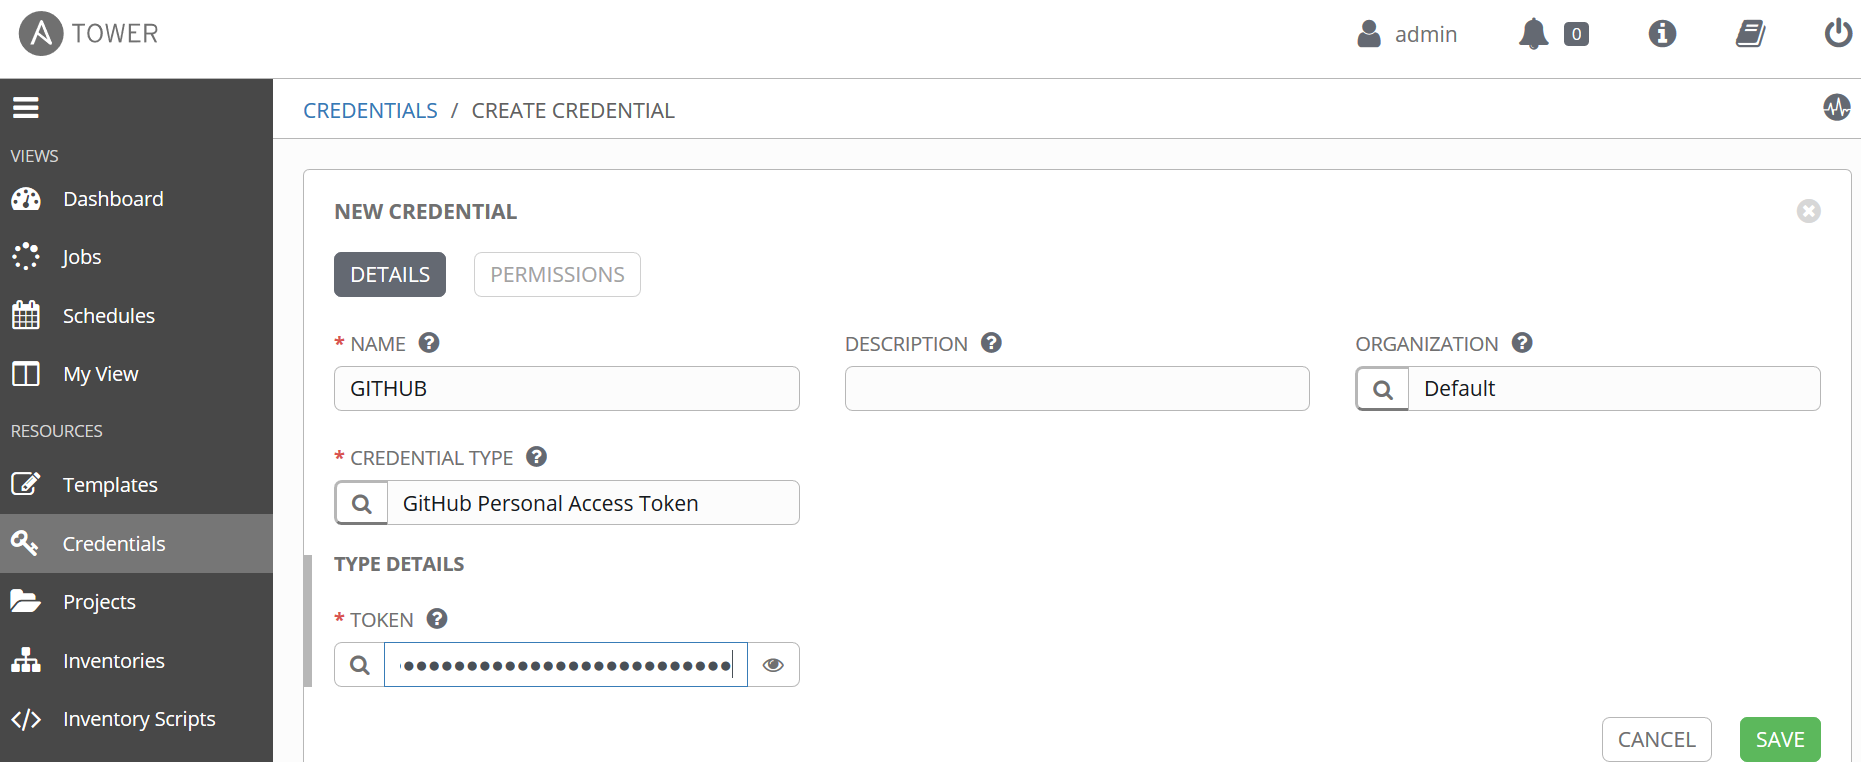 TOWER
admin
0
CREDENTIALS / CREATE CREDENTIAL
VIEWS
Dashboard
Jobs
Schedules
My View
RESOURCES
Templates
Credentials
Projects
Inventories
Inventory Scripts
NEW CREDENTIAL
DETAILS
PERMISSIONS
* NAME
GITHUB
DESCRIPTION
ORGANIZATION
Default
* CREDENTIAL TYPE
GitHub Personal Access Token
TYPE DETAILS
* TOKEN
CANCEL
SAVE